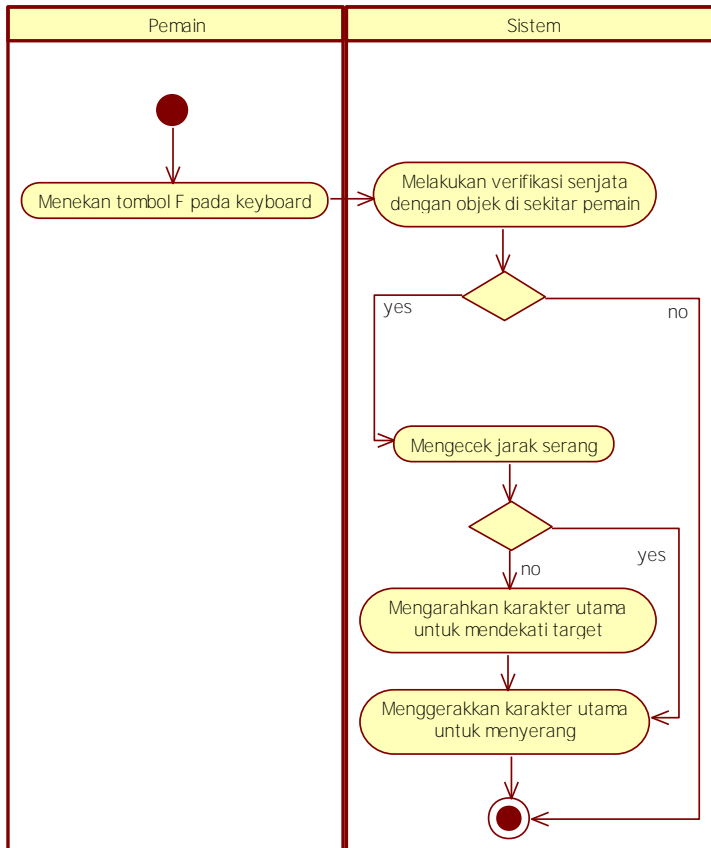 Pemain
Sistem
Menekan tombol F pada keyboard
Melakukan verifikasi senjata
dengan objek di sekitar pemain
yes
no
Mengecek jarak serang
yes
no
Mengarahkan karakter utama
untuk mendekati target
Menggerakkan karakter utama
untuk menyerang